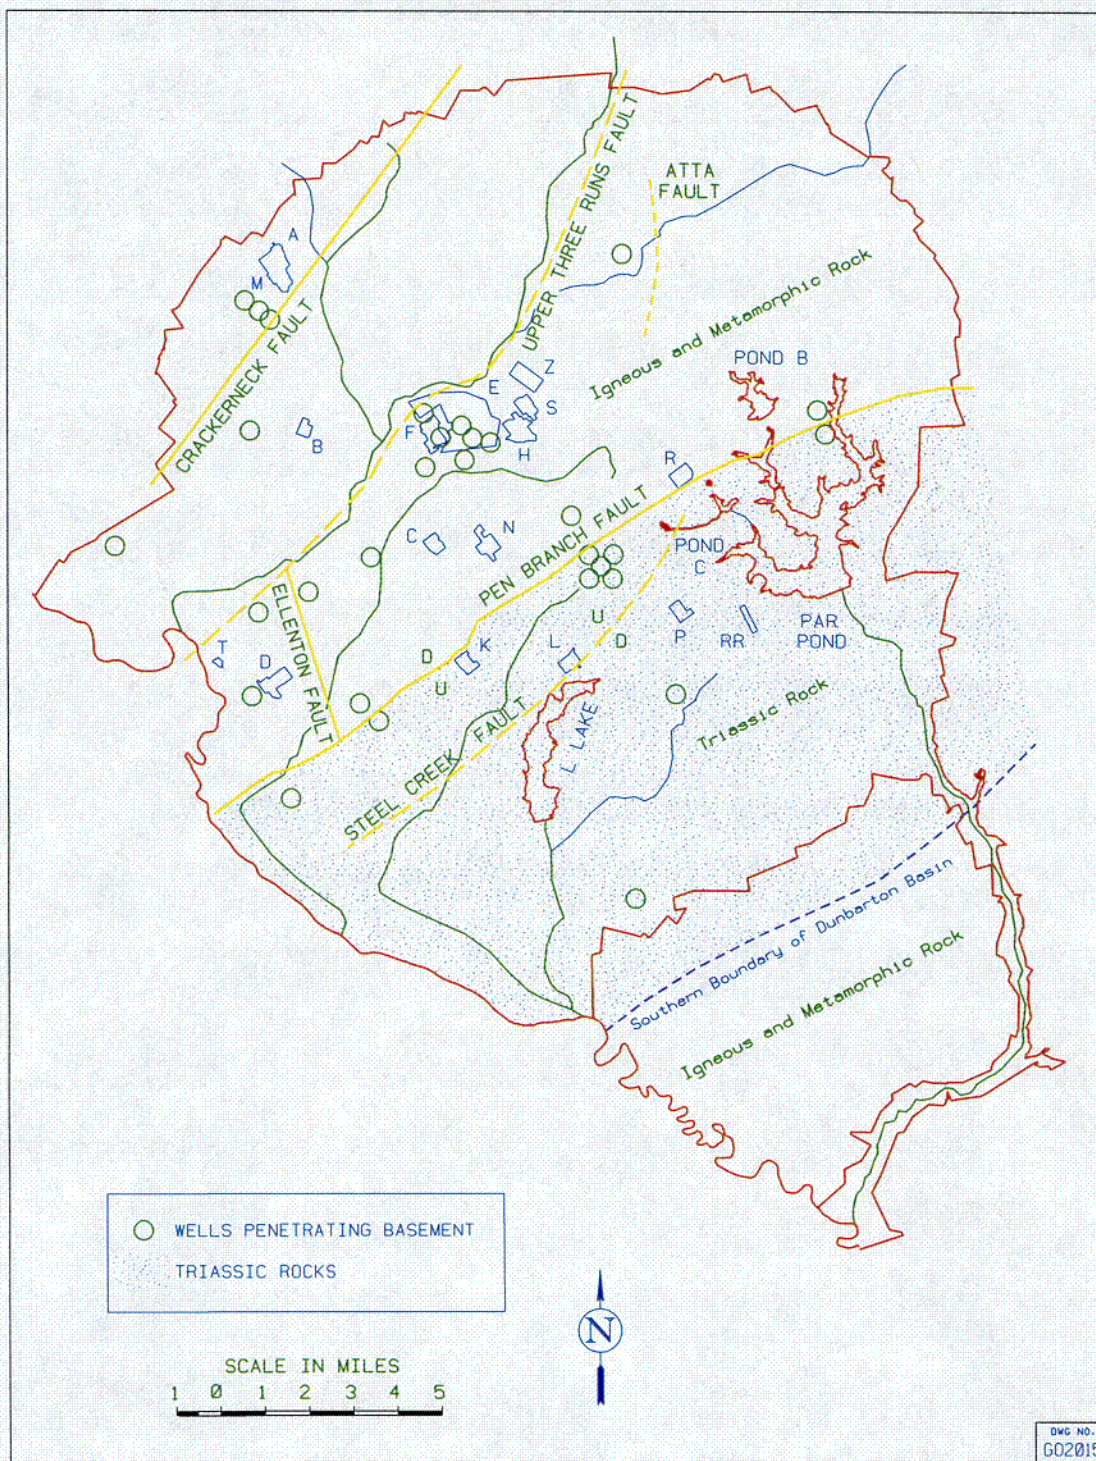 ATTA
FAULT
UPPER THREE RUNS FAULT
A
M
CRACKERNECK FAULT
Igneous and Metamorphic Rock
POND B
Z
E
S
F
H
B
R
C
N
PEN BRANCH FAULT
POND
C
ELLENTON FAULT
T
D
U
D
P
RR
PAR
POND
K
L
D
U
STEEL CREEK FAULT
L LAKE
Triassic Rock
Southern Boundary of Dunbarton Basin
Igneous and Metamorphic Rock
WELLS PENETRATING BASEMENT
TRIASSIC ROCKS
N
SCALE IN MILES
1 0 1 2 3 4 5
DWG NO.
GO2015